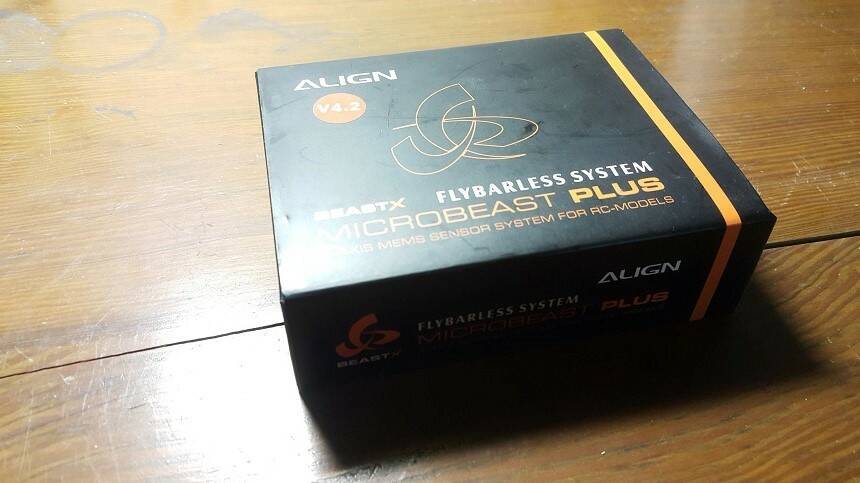 ALIGN
V4.2
FLYBARLESS SYSTEM
BEASTX
MICROBEAST PLUS
MEMS SENSOR SYSTEM FOR RC-MODELS
ALIGN
FLYBARLESS SYSTEM
MICROBEAST PLUS
BEASTX